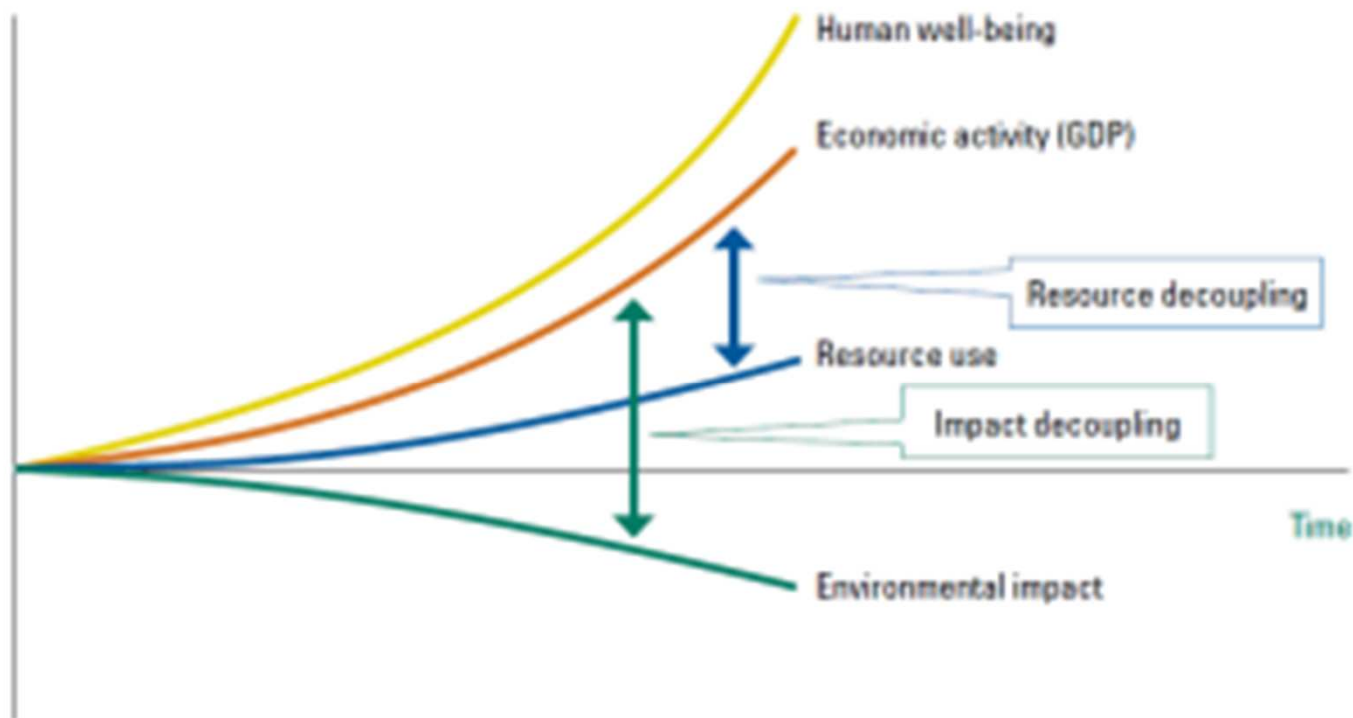 Human well-being
Economic activity (GDP)
Resource decoupling
Resource use
Impact decoupling
Time
Environmental impact